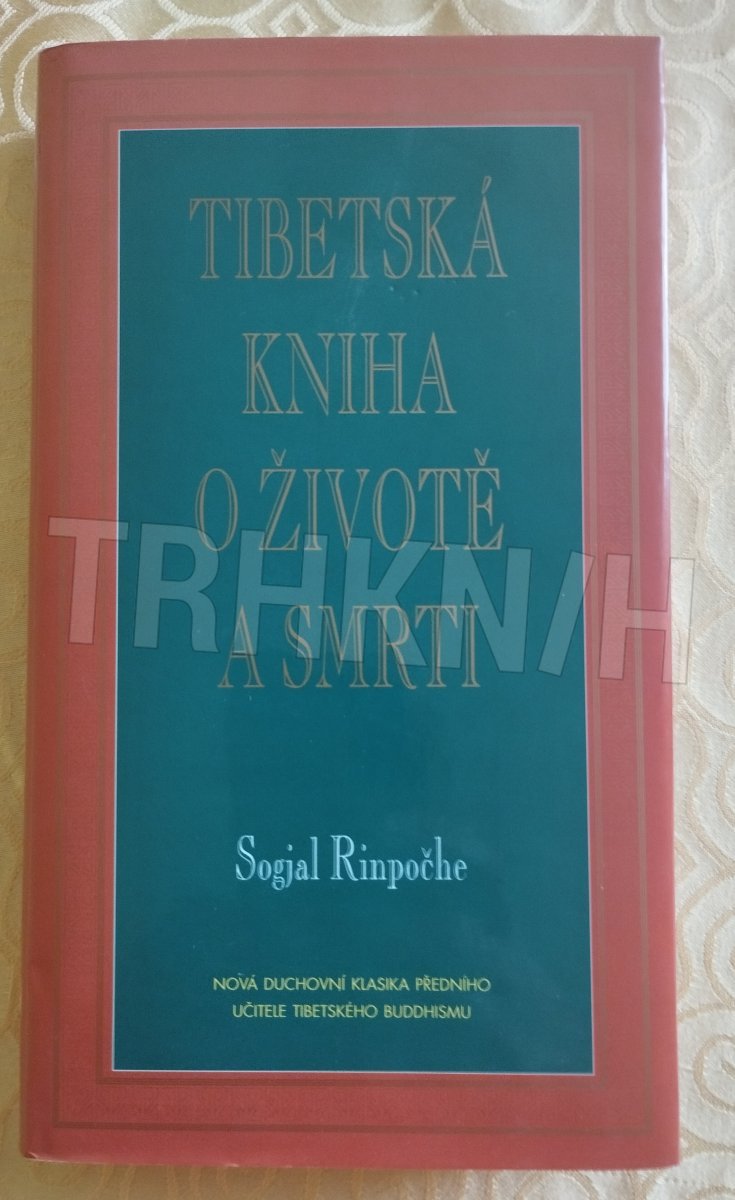 TIBETSKÁ
KNIHA
O ŽIVOTĚ
TRHKNIH
A SMRTI
Sogjal Rinpočhe
NOVÁ DUCHOVNÍ KLASIKA PŘEDNÍHO
UČITELE TIBETSKÉHO BUDDHISMU